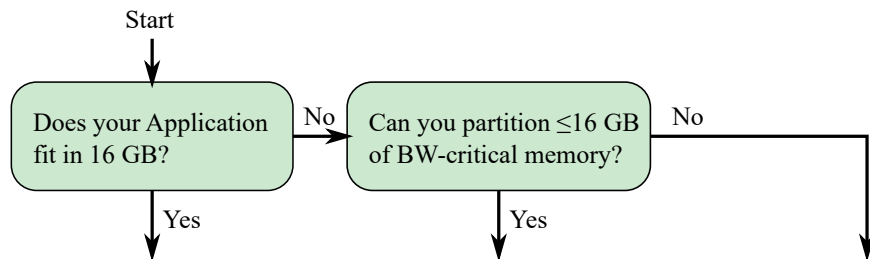 Start
Does your Application
fit in 16 GB?
No
Can you partition ≤16 GB
of BW-critical memory?
No
Yes
Yes